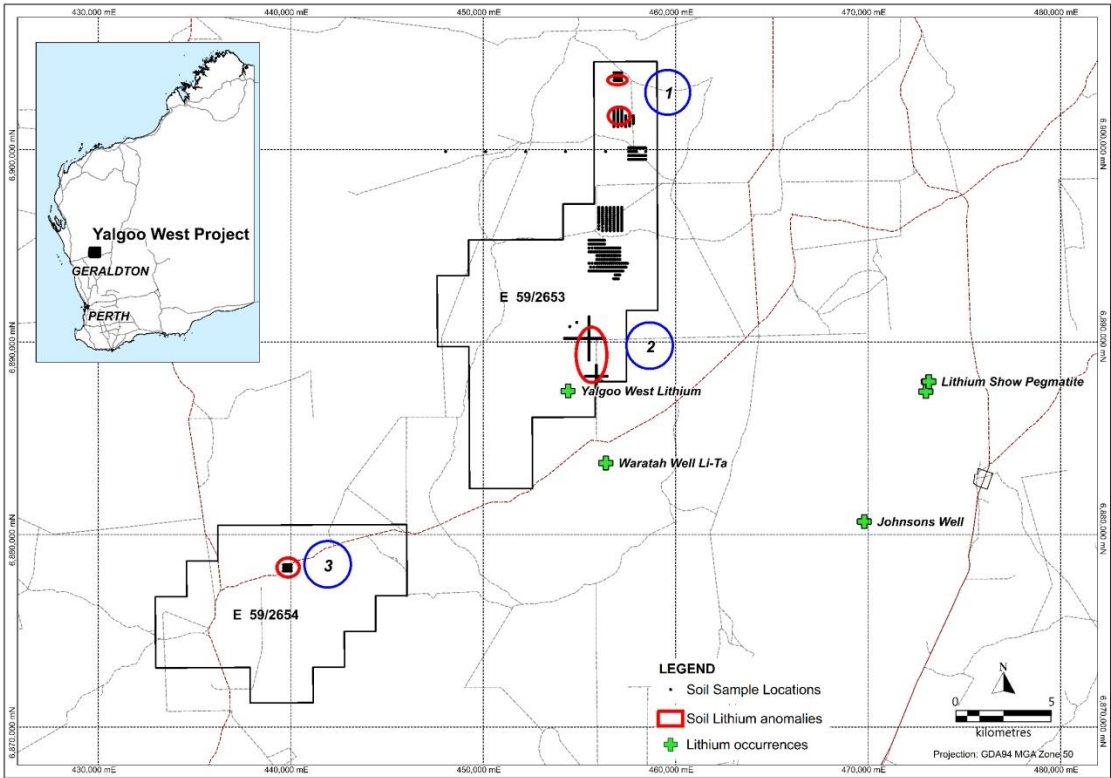 430,000 mE
440,000 mE
450,000 mE
460,000 mE
470,000 mE
480,000 mE
6,900,000 mN
6,900,000 mN
1
Yalgoo West Project
GERALDTON
PERTH
E 59/2653
6,890,000 mN
6,890,000 mN
2
Yalgoo West Lithium
Lithium Show Pegmatite
Waratah Well Li-Ta
Johnsons Well
6,880,000 mN
6,880,000 mN
3
E 59/2654
LEGEND
Soil Sample Locations
Soil Lithium anomalies
Lithium occurrences
N
0 5
kilometres
6,870,000 mN
6,870,000 mN
Projection: GDA94 MGA Zone 50
430,000 mE
440,000 mE
450,000 mE
460,000 mE
470,000 mE
480,000 mE